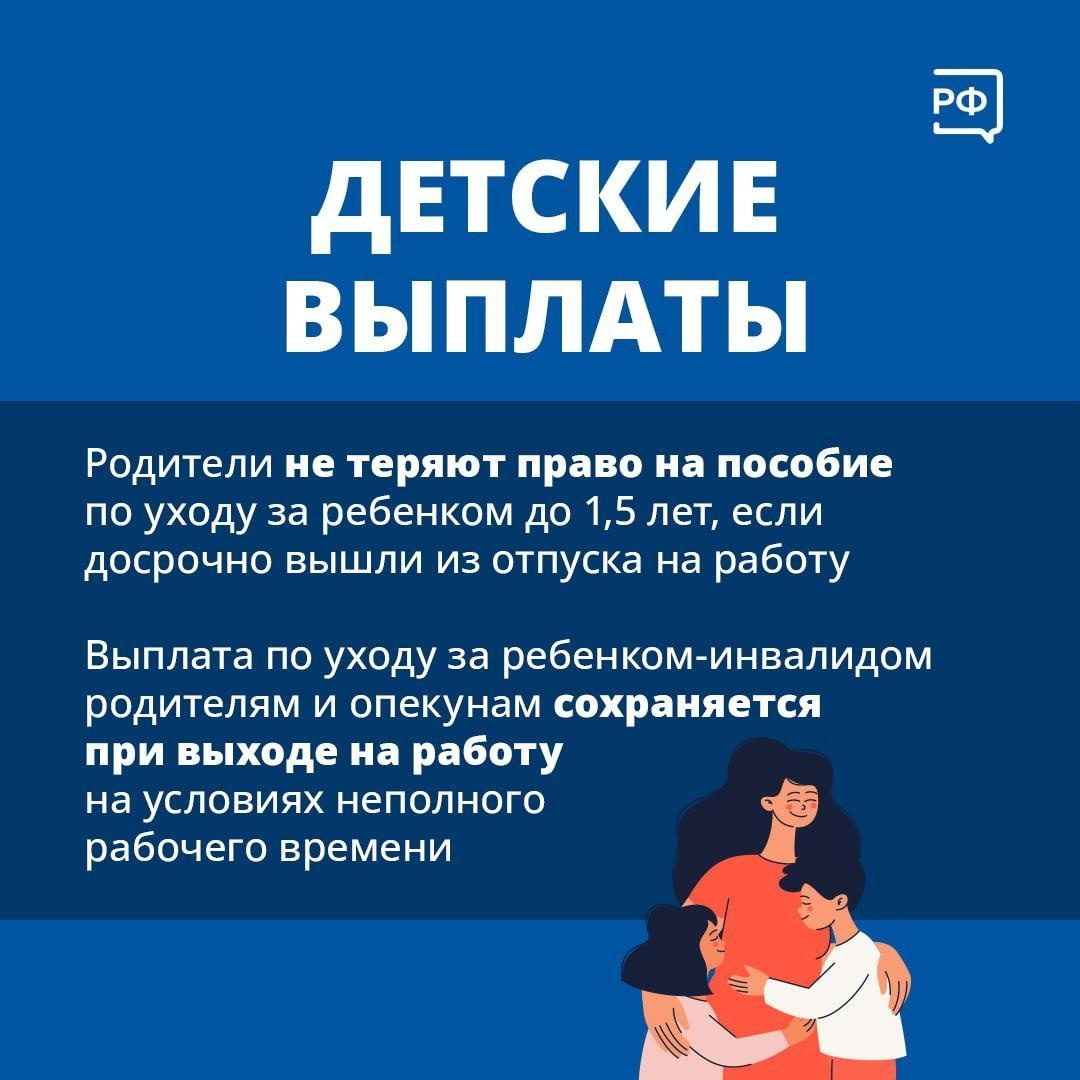 РФ
ДЕТСКИЕ
ВЫПЛАТЫ
Родители не теряют право на пособие
по уходу за ребенком до 1,5 лет, если
досрочно вышли из отпуска на работу
Выплата по уходу за ребенком-инвалидом
родителям и опекунам сохраняется
при выходе на работу
на условиях неполного
рабочего времени